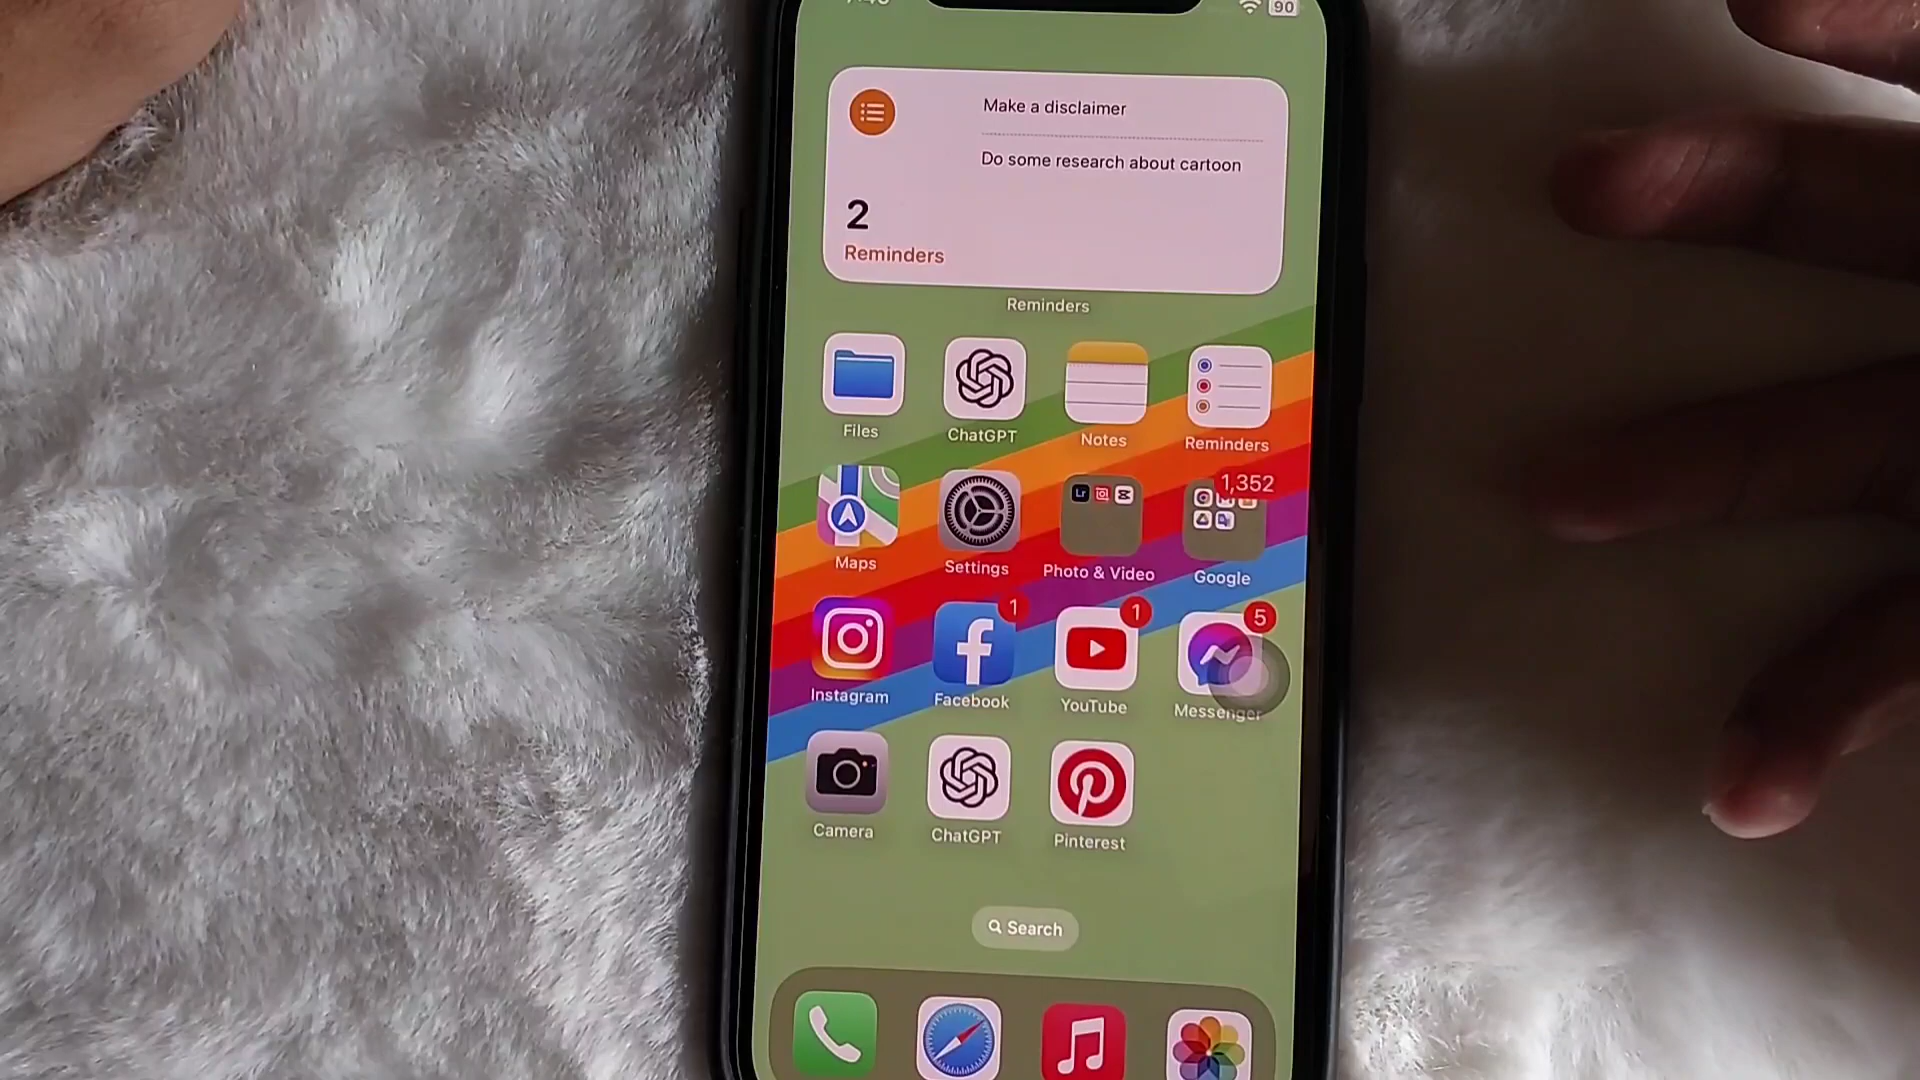 90
Make a disclaimer
Do some research about cartoon
2
Reminders
Reminders
Files
ChatGPT
Notes
Reminders
1,352
Lr
Maps
Settings
Photo & Video
Google
1
1
5
Instagram
Facebook
YouTube
Messenger
Camera
ChatGPT
Pinterest
Search